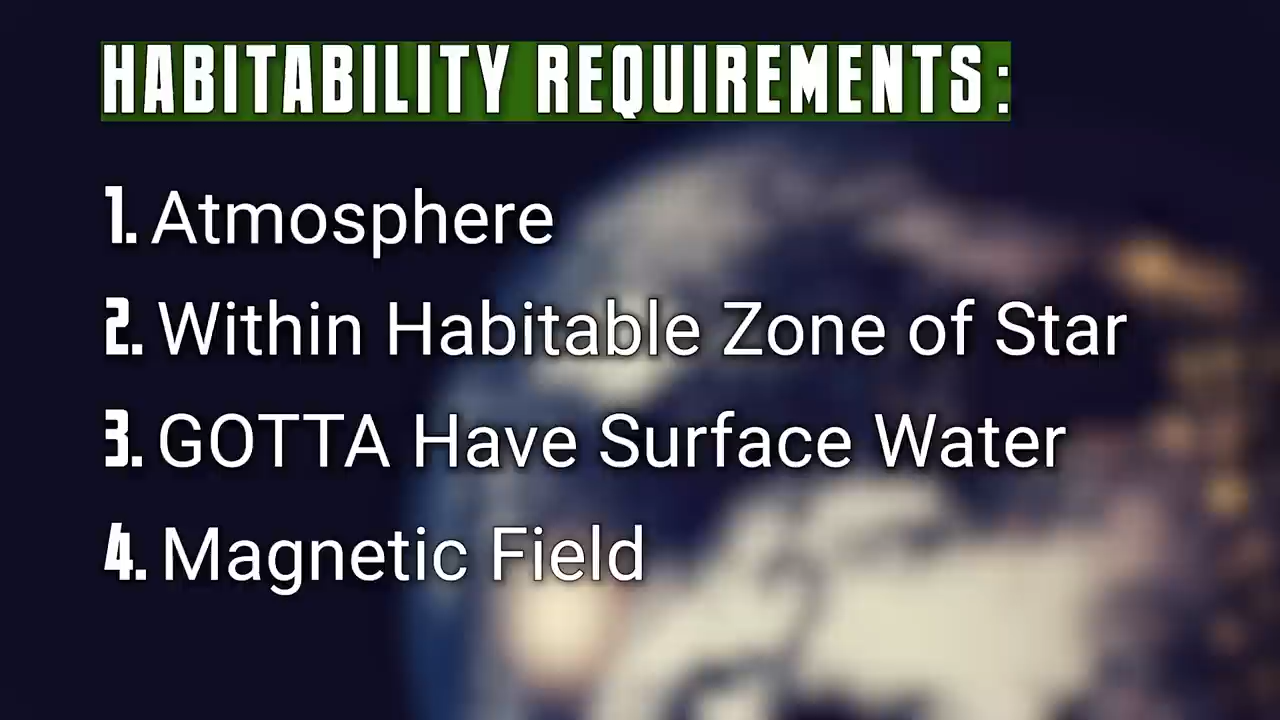 HABITABILITY REQUIREMENTS:
1. Atmosphere
2. Within Habitable Zone of Star
3. GOTTA Have Surface Water
4. Magnetic Field